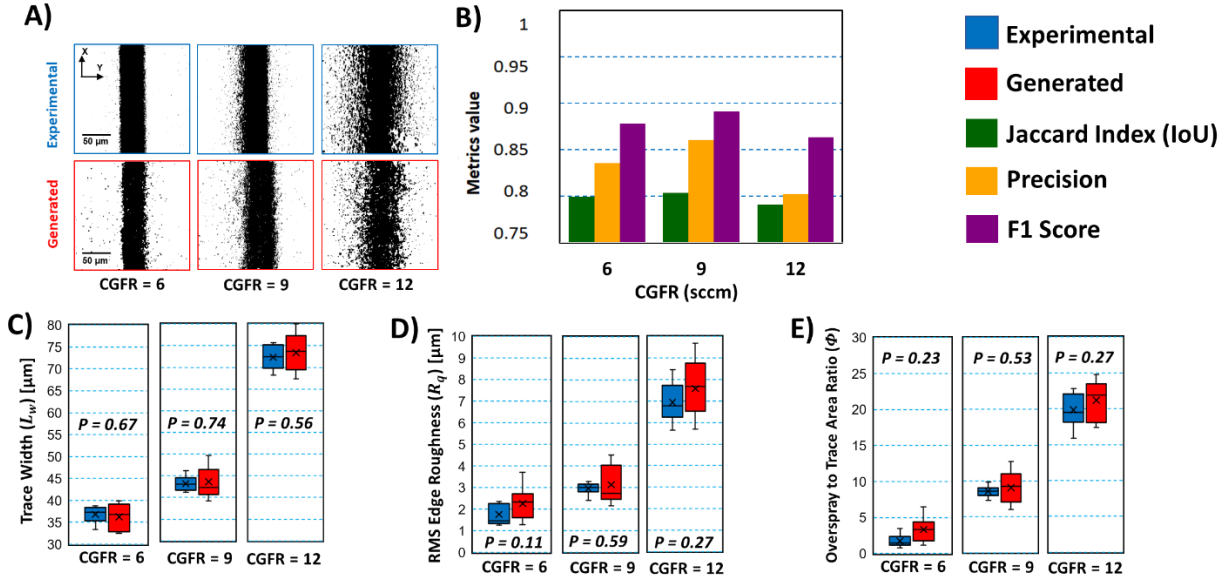 A)
Experimental
X
Y
50 µm
Generated
50 µm
CGFR = 6
CGFR = 9
CGFR = 12
B)
Metrics value
1
0.95
0.9
0.85
0.8
0.75
6
9
12
CGFR (sccm)
Experimental
Generated
Jaccard Index (IoU)
Precision
F1 Score
C)
Trace Width (L_w) [µm]
80
75
70
65
60
55
50
45
40
35
30
P = 0.67
P = 0.74
P = 0.56
CGFR = 6
CGFR = 9
CGFR = 12
D)
RMS Edge Roughness (R_q) [µm]
10
9
8
7
6
5
4
3
2
1
0
P = 0.11
P = 0.59
P = 0.27
CGFR = 6
CGFR = 9
CGFR = 12
E)
Overspray to Trace Area Ratio (Φ)
30
25
20
15
10
5
0
P = 0.23
P = 0.53
P = 0.27
CGFR = 6
CGFR = 9
CGFR = 12